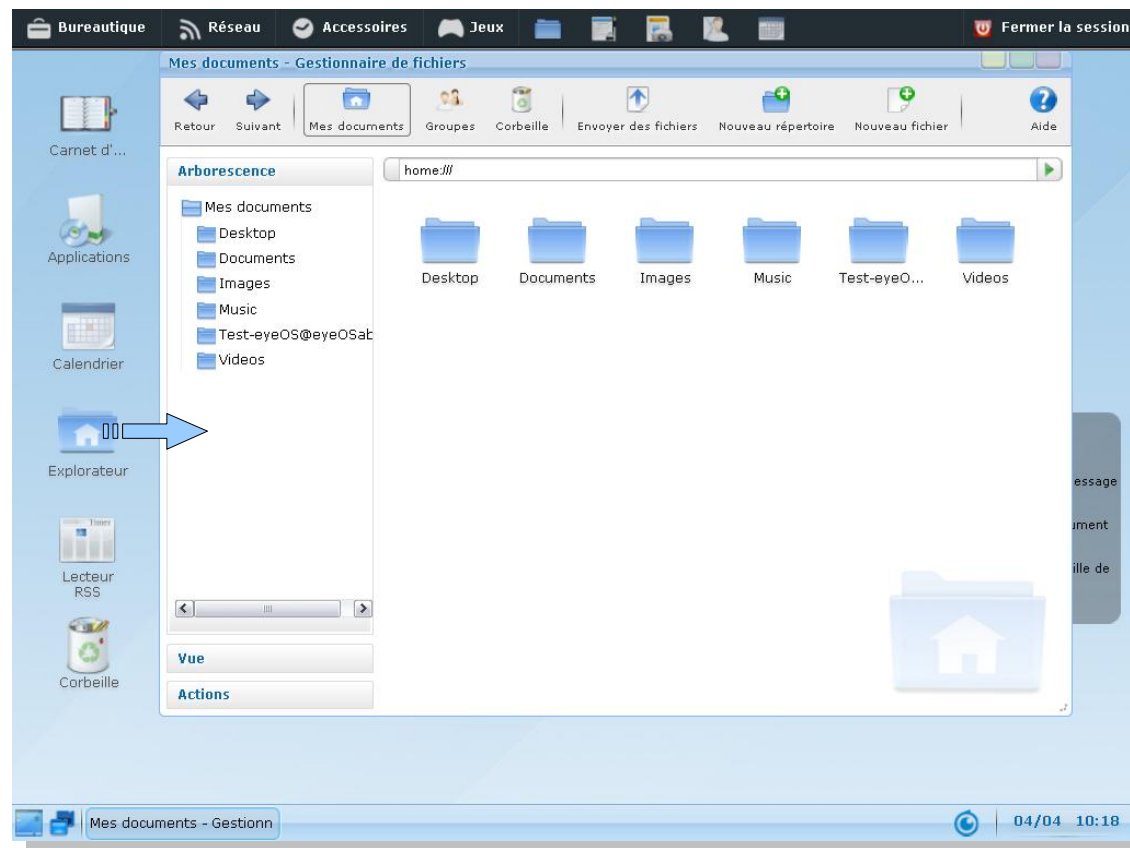 Bureautique Réseau Accessoires Jeux Fermer la session
Mes documents - Gestionnaire de fichiers
Retour Suivant Mes documents Groupes Corbeille Envoyer des fichiers Nouveau répertoire Nouveau fichier Aide
Carnet d'...
Applications
Calendrier
Explorateur
Lecteur
RSS
Corbeille
Arborescence
Mes documents
Desktop
Documents
Images
Music
Test-eyeOS@eyeOSab
Videos
Vue
Actions
home:///
Desktop Documents Images Music Test-eyeO... Videos
essage
ument
ille de
Mes documents - Gestionn
04/04 10:18